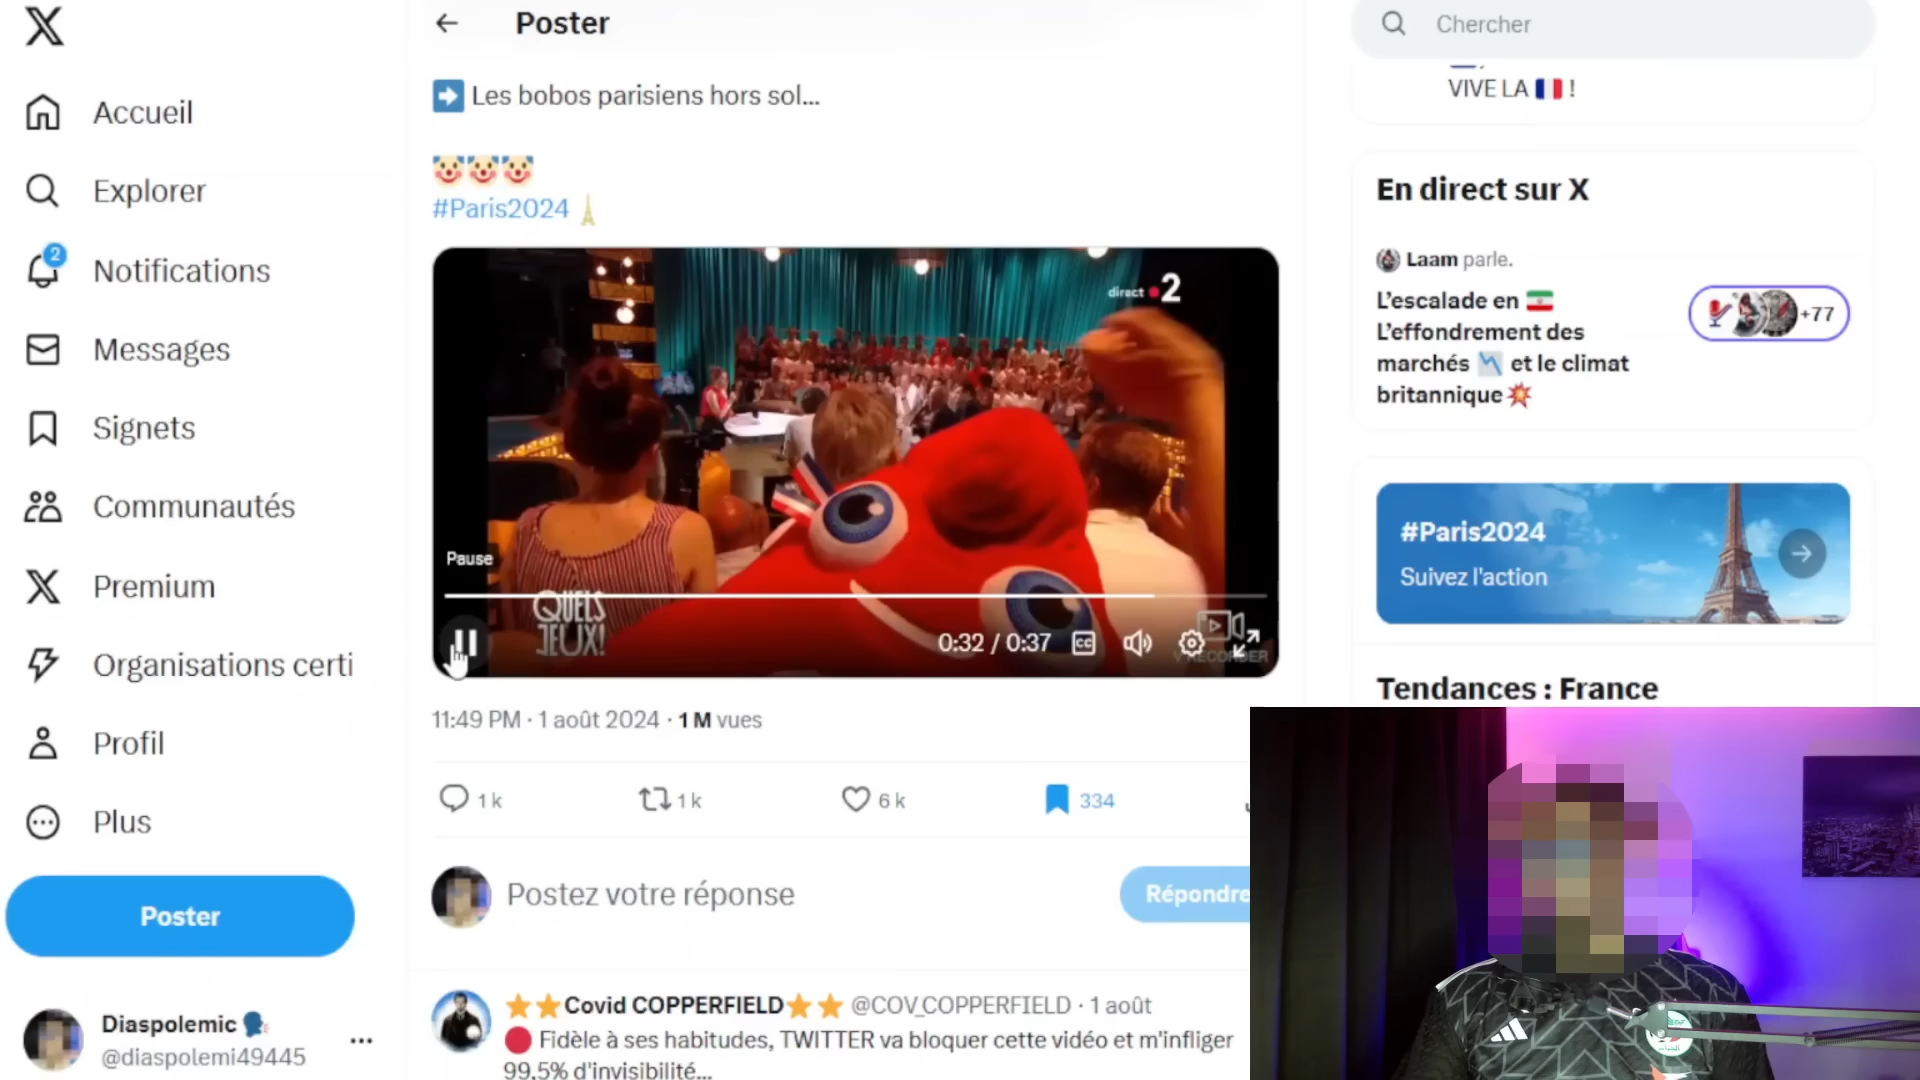 Accueil
Explorer
2
Notifications
Messages
Signets
Communautés
Premium
Organisations certi
Profil
Plus
Poster
Diaspolemic
@diaspolemi49445
Poster
Les bobos parisiens hors sol...
#Paris2024
direct 2
Pause
QUELS
JEUX!
0:32 / 0:37
CC
RECORDER
11:49 PM · 1 août 2024 · 1 M vues
1 k
1 k
6 k
334
Postez votre réponse
Répondre
Covid COPPERFIELD @COV_COPPERFIELD · 1 août
Fidèle à ses habitudes, TWITTER va bloquer cette vidéo et m'infliger
99,5% d'invisibilité...
Chercher
VIVE LA !
En direct sur X
Laam parle.
L'escalade en
L'effondrement des
marchés et le climat
britannique
+77
#Paris2024
Suivez l'action
Tendances : France